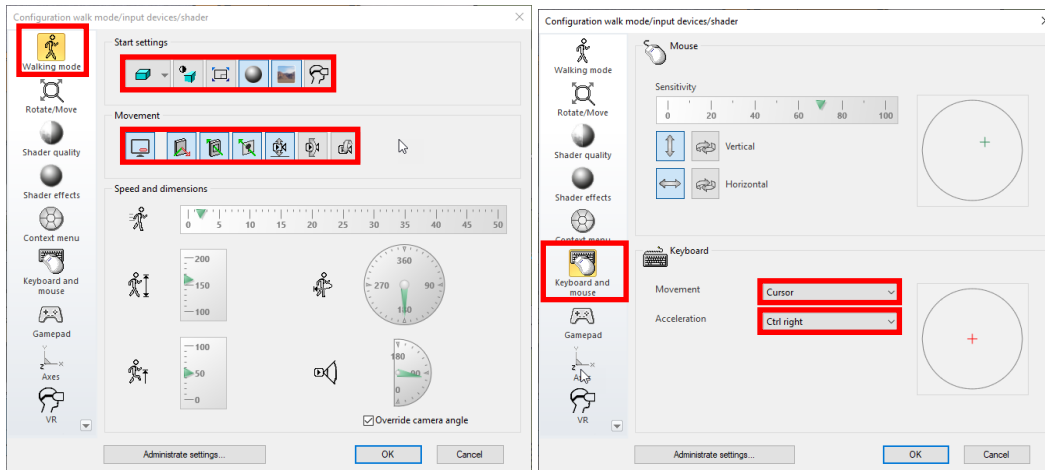 Configuration walk mode/input devices/shader
Walking mode
Rotate/Move
Shader quality
Shader effects
Context menu
Keyboard and
mouse
Gamepad
Axes
VR
Start settings
Movement
Speed and dimensions
0 5 10 15 20 25 30 35 40 45 50
200
150
100
360
270 90
180
100
50
0
180
90
0
Override camera angle
Administrate settings...
OK
Cancel
Configuration walk mode/input devices/shader
Walking mode
Rotate/Move
Shader quality
Shader effects
Context menu
Keyboard and
mouse
Gamepad
Axes
VR
Mouse
Sensitivity
0 20 40 60 80 100
Vertical
Horizontal
Keyboard
Movement
Cursor
Acceleration
Ctrl right
Administrate settings...
OK
Cancel